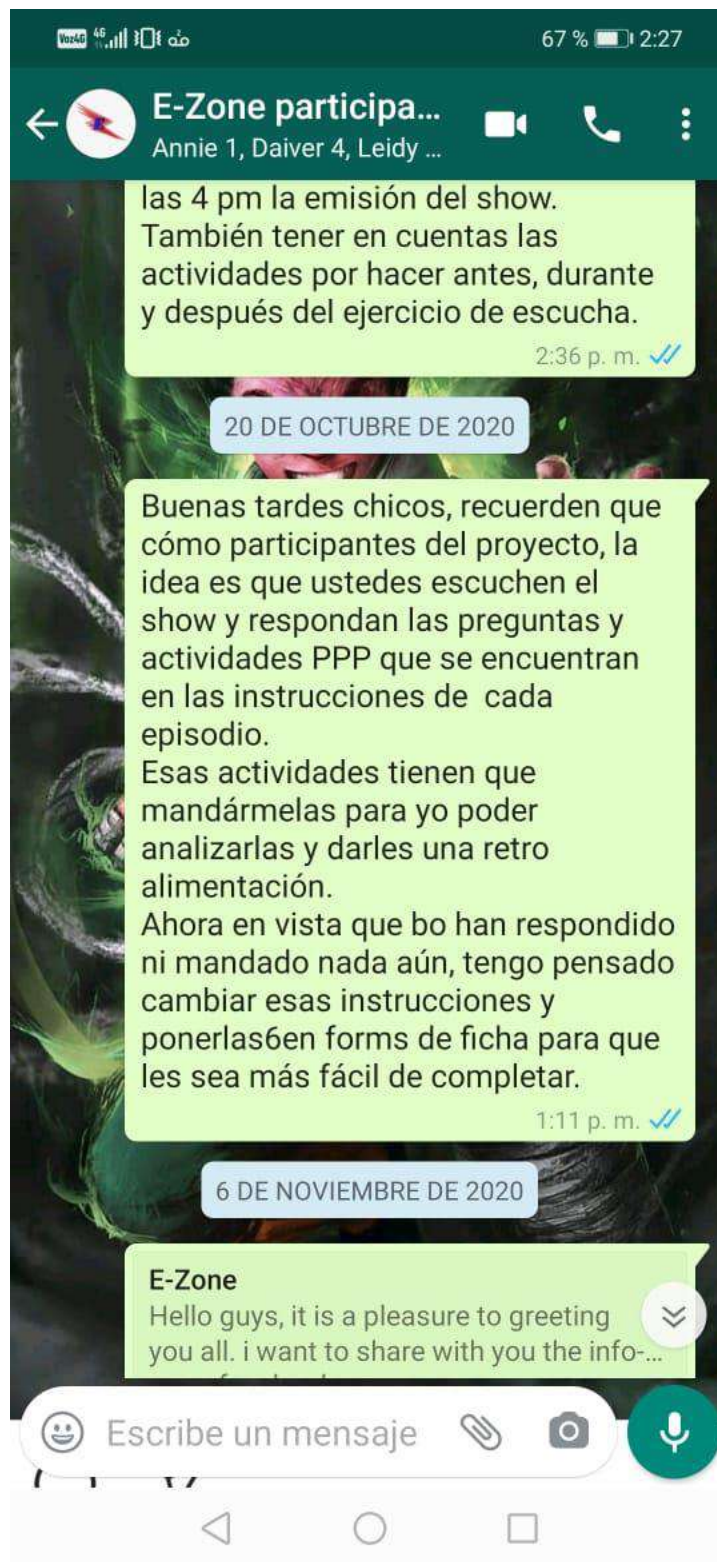 Voz4G 4G 67 % 2:27
E-Zone participa...
Annie 1, Daiver 4, Leidy ...
las 4 pm la emisión del show.
También tener en cuentas las
actividades por hacer antes, durante
y después del ejercicio de escucha.
2:36 p. m.
20 DE OCTUBRE DE 2020
Buenas tardes chicos, recuerden que
cómo participantes del proyecto, la
idea es que ustedes escuchen el
show y respondan las preguntas y
actividades PPP que se encuentran
en las instrucciones de cada
episodio.
Esas actividades tienen que
mandármelas para yo poder
analizarlas y darles una retro
alimentación.
Ahora en vista que bo han respondido
ni mandado nada aún, tengo pensado
cambiar esas instrucciones y
ponerlas6en forms de ficha para que
les sea más fácil de completar.
1:11 p. m.
6 DE NOVIEMBRE DE 2020
E-Zone
Hello guys, it is a pleasure to greeting
you all. i want to share with you the info-...
Escribe un mensaje